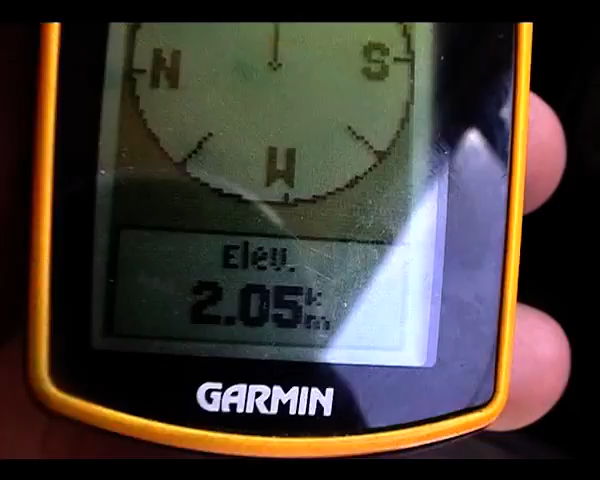 N S
W
Elev.
2.05km
GARMIN